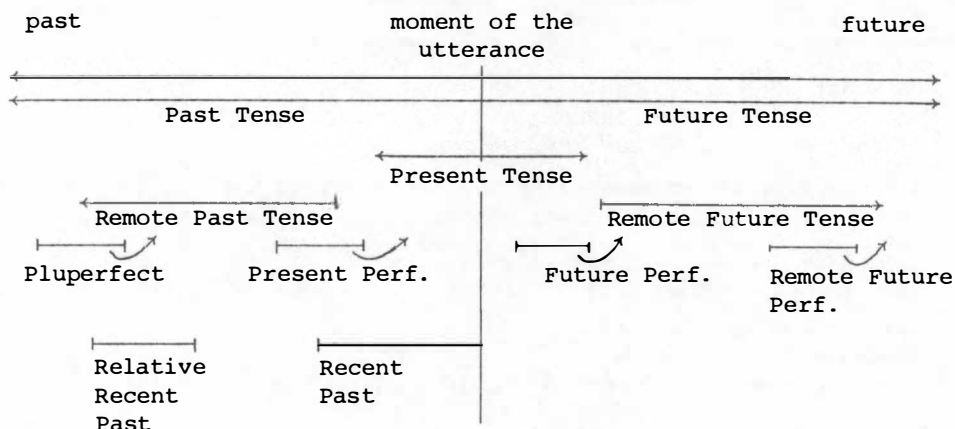 past moment of the future
utterance
Past Tense Future Tense
Present Tense
Remote Past Tense Remote Future Tense
Pluperfect Present Perf. Future Perf. Remote Future
Perf.
Relative Recent
Recent Past
Past